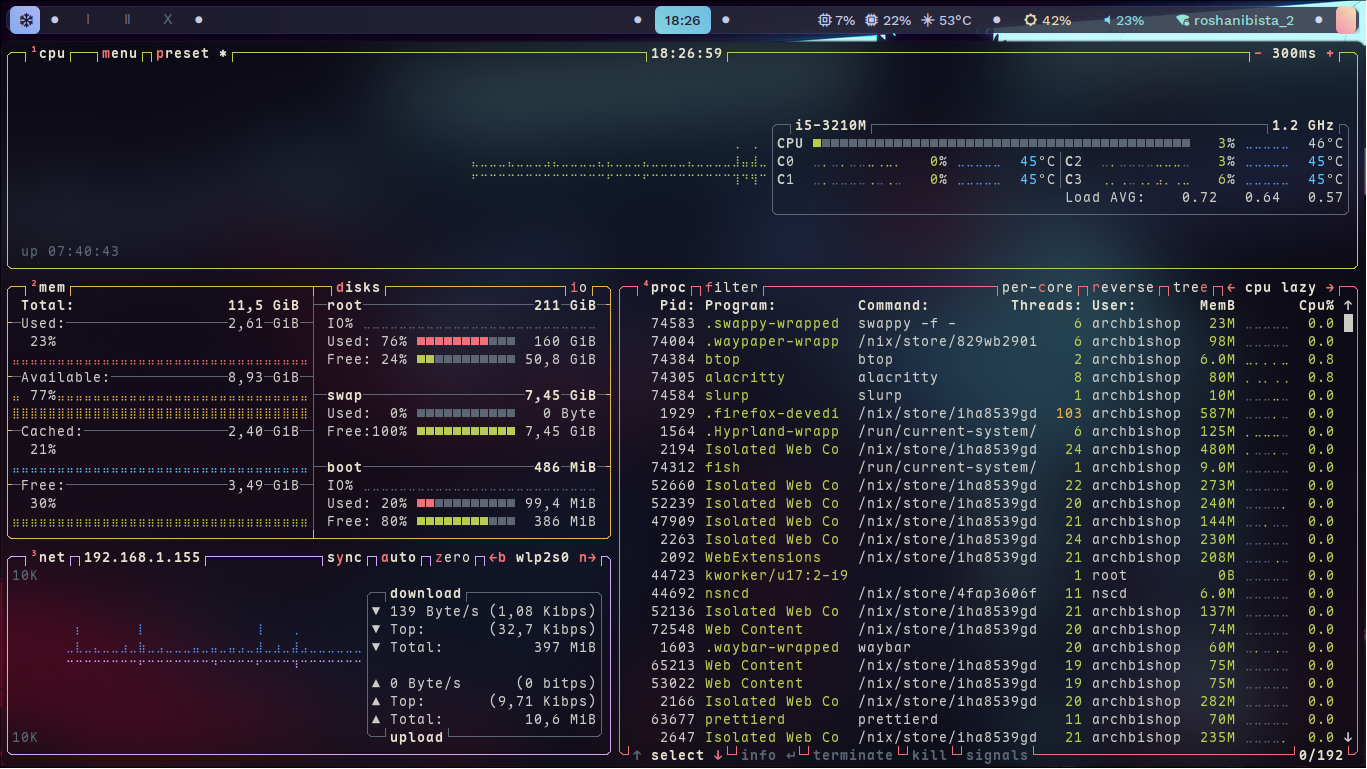 I II X 18:26 7% 22% 53°C 42% 23% roshanibista_2
¹cpu menu preset * 18:26:59 - 300ms +
i5-3210M 1.2 GHz
CPU 3% 46°C
C0 0% 45°C C2 3% 45°C
C1 0% 45°C C3 6% 45°C
Load AVG: 0.72 0.64 0.57
up 07:40:43
²mem
Total: 11,5 GiB
Used: 2,61 GiB
23%
Available: 8,93 GiB
77%
Cached: 2,40 GiB
21%
Free: 3,49 GiB
30%
disks io
root 211 GiB
IO%
Used: 76% 160 GiB
Free: 24% 50,8 GiB
swap 7,45 GiB
Used: 0% 0 Byte
Free:100% 7,45 GiB
boot 486 MiB
IO%
Used: 20% 99,4 MiB
Free: 80% 386 MiB
³net 192.168.1.155 sync auto zero ←b wlp2s0 n→
10K
download
▼ 139 Byte/s (1,08 Kibps)
▼ Top: (32,7 Kibps)
▼ Total: 397 MiB
▲ 0 Byte/s (0 bitps)
▲ Top: (9,71 Kibps)
▲ Total: 10,6 MiB
10K upload
⁴proc filter per-core reverse tree ← cpu lazy →
Pid: Program: Command: Threads: User: MemB Cpu% ↑
74583 .swappy-wrapped swappy -f - 6 archbishop 23M 0.0
74004 .waypaper-wrapp /nix/store/829wb290i 6 archbishop 98M 0.0
74384 btop btop 2 archbishop 6.0M 0.8
74305 alacritty alacritty 8 archbishop 80M 0.8
74584 slurp slurp 1 archbishop 10M 0.0
1929 .firefox-devedi /nix/store/iha8539gd 103 archbishop 587M 0.0
1564 .Hyprland-wrapp /run/current-system/ 6 archbishop 125M 0.0
2194 Isolated Web Co /nix/store/iha8539gd 24 archbishop 480M 0.0
74312 fish /run/current-system/ 1 archbishop 9.0M 0.0
52660 Isolated Web Co /nix/store/iha8539gd 22 archbishop 273M 0.0
52239 Isolated Web Co /nix/store/iha8539gd 20 archbishop 240M 0.0
47909 Isolated Web Co /nix/store/iha8539gd 21 archbishop 144M 0.0
2263 Isolated Web Co /nix/store/iha8539gd 24 archbishop 230M 0.0
2092 WebExtensions /nix/store/iha8539gd 21 archbishop 208M 0.0
44723 kworker/u17:2-i9 1 root 0B 0.0
44692 nsncd /nix/store/4fap3606f 11 nscd 6.0M 0.0
52136 Isolated Web Co /nix/store/iha8539gd 21 archbishop 137M 0.0
72548 Web Content /nix/store/iha8539gd 20 archbishop 74M 0.0
1603 .waybar-wrapped waybar 20 archbishop 60M 0.0
65213 Web Content /nix/store/iha8539gd 19 archbishop 75M 0.0
53022 Web Content /nix/store/iha8539gd 19 archbishop 75M 0.0
2166 Isolated Web Co /nix/store/iha8539gd 21 archbishop 282M 0.0
63677 prettierd prettierd 11 archbishop 70M 0.0
2647 Isolated Web Co /nix/store/iha8539gd 21 archbishop 235M 0.0 ↓
↑ select ↓ info ↵ terminate kill signals 0/192